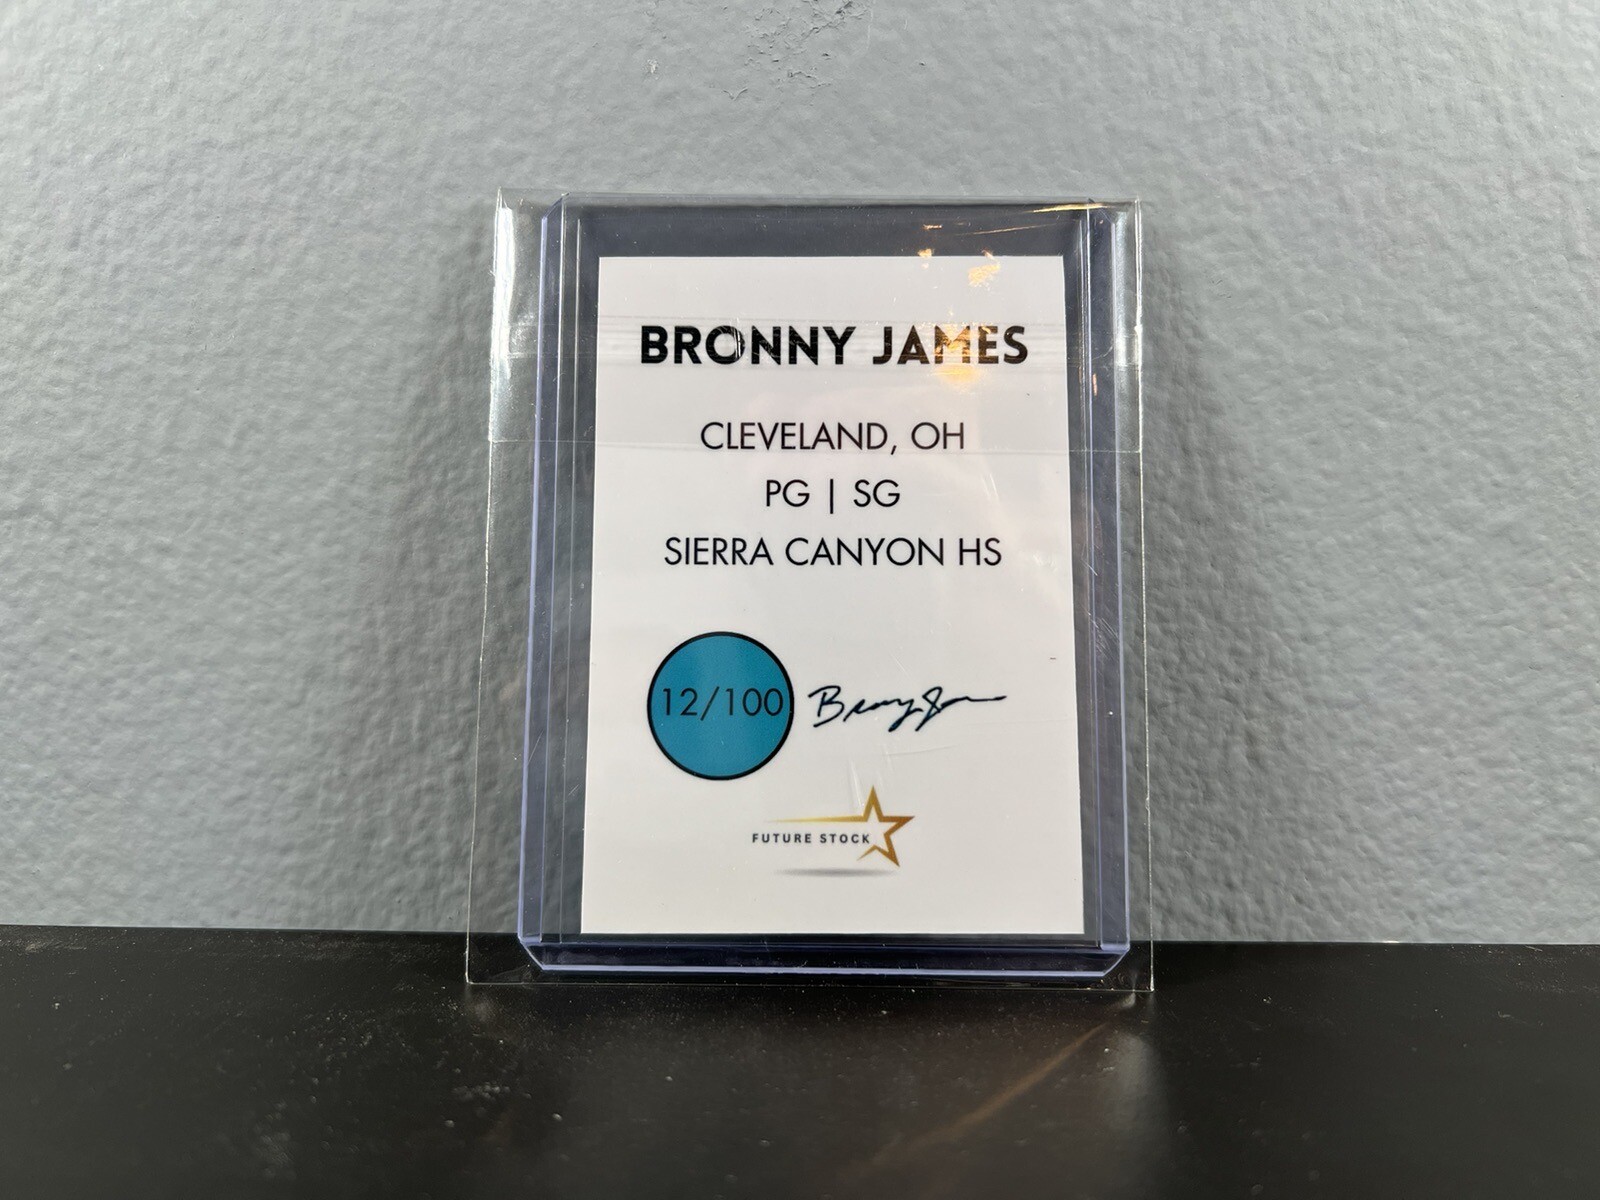 BRONNY JAMES
CLEVELAND, OH
PG | SG
SIERRA CANYON HS
12/100
FUTURE STOCK